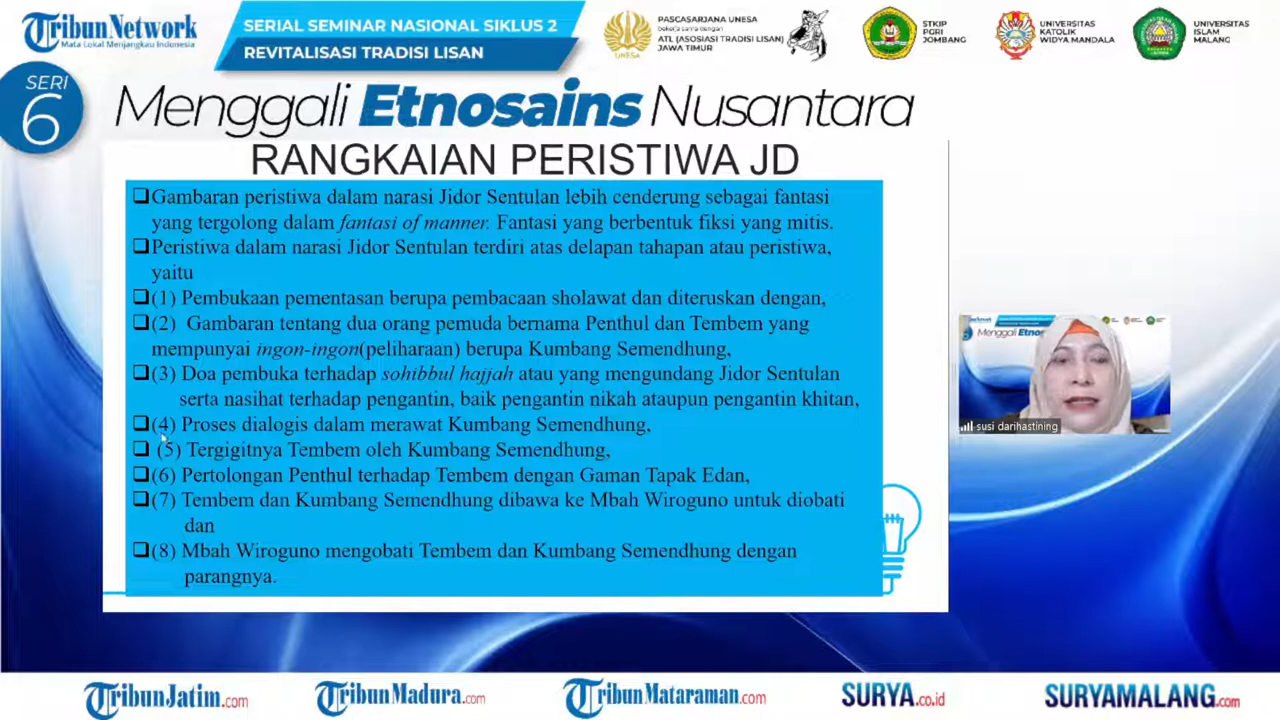 Tribun Network
Mata Lokal Menjangkau Indonesia
SERIAL SEMINAR NASIONAL SIKLUS 2
REVITALISASI TRADISI LISAN
UNESA
PASCASARJANA UNESA
bekerja sama dengan
ATL (ASOSIASI TRADISI LISAN)
JAWA TIMUR
STKIP
PGRI
JOMBANG
UNIVERSITAS
KATOLIK
WIDYA MANDALA
UNIVERSITAS
ISLAM
MALANG
SERI
6
Menggali Etnosains Nusantara
RANGKAIAN PERISTIWA JD
❑Gambaran peristiwa dalam narasi Jidor Sentulan lebih cenderung sebagai fantasi
yang tergolong dalam fantasi of manner. Fantasi yang berbentuk fiksi yang mitis.
❑Peristiwa dalam narasi Jidor Sentulan terdiri atas delapan tahapan atau peristiwa,
yaitu
❑(1) Pembukaan pementasan berupa pembacaan sholawat dan diteruskan dengan,
❑(2) Gambaran tentang dua orang pemuda bernama Penthul dan Tembem yang
mempunyai ingon-ingon(peliharaan) berupa Kumbang Semendhung,
❑(3) Doa pembuka terhadap sohibbul hajjah atau yang mengundang Jidor Sentulan
serta nasihat terhadap pengantin, baik pengantin nikah ataupun pengantin khitan,
❑(4) Proses dialogis dalam merawat Kumbang Semendhung,
❑ (5) Tergigitnya Tembem oleh Kumbang Semendhung,
❑(6) Pertolongan Penthul terhadap Tembem dengan Gaman Tapak Edan,
❑(7) Tembem dan Kumbang Semendhung dibawa ke Mbah Wiroguno untuk diobati
dan
❑(8) Mbah Wiroguno mengobati Tembem dan Kumbang Semendhung dengan
parangnya.
Menggali Etnos
susi darihastining
TribunJatim.com
TribunMadura.com
TribunMataraman.com
SURYA.co.id
SURYAMALANG.com